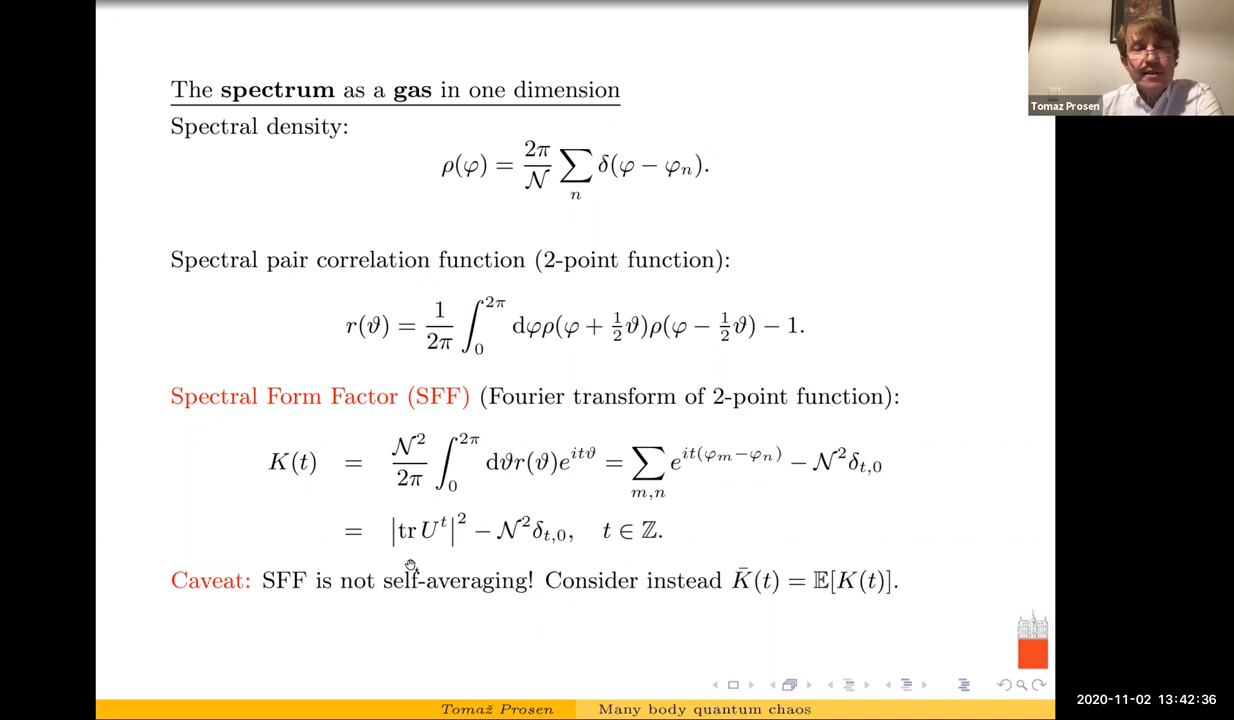 The spectrum as a gas in one dimension
Spectral density:
ρ(φ) = 2π/𝒩 ∑_n δ(φ − φ_n).
Spectral pair correlation function (2-point function):
r(ϑ) = 1/2π ∫_0^{2π} dφρ(φ + ½ϑ)ρ(φ − ½ϑ) − 1.
Spectral Form Factor (SFF) (Fourier transform of 2-point function):
K(t) = 𝒩²/2π ∫_0^{2π} dϑr(ϑ)e^{itϑ} = ∑_{m,n} e^{it(φ_m−φ_n)} − 𝒩²δ_{t,0}
= |tr U^t|² − 𝒩²δ_{t,0}, t ∈ ℤ.
Caveat: SFF is not self-averaging! Consider instead K̄(t) = 𝔼[K(t)].
Tomaž Prosen Many body quantum chaos
Tomaz Prosen
2020-11-02 13:42:36